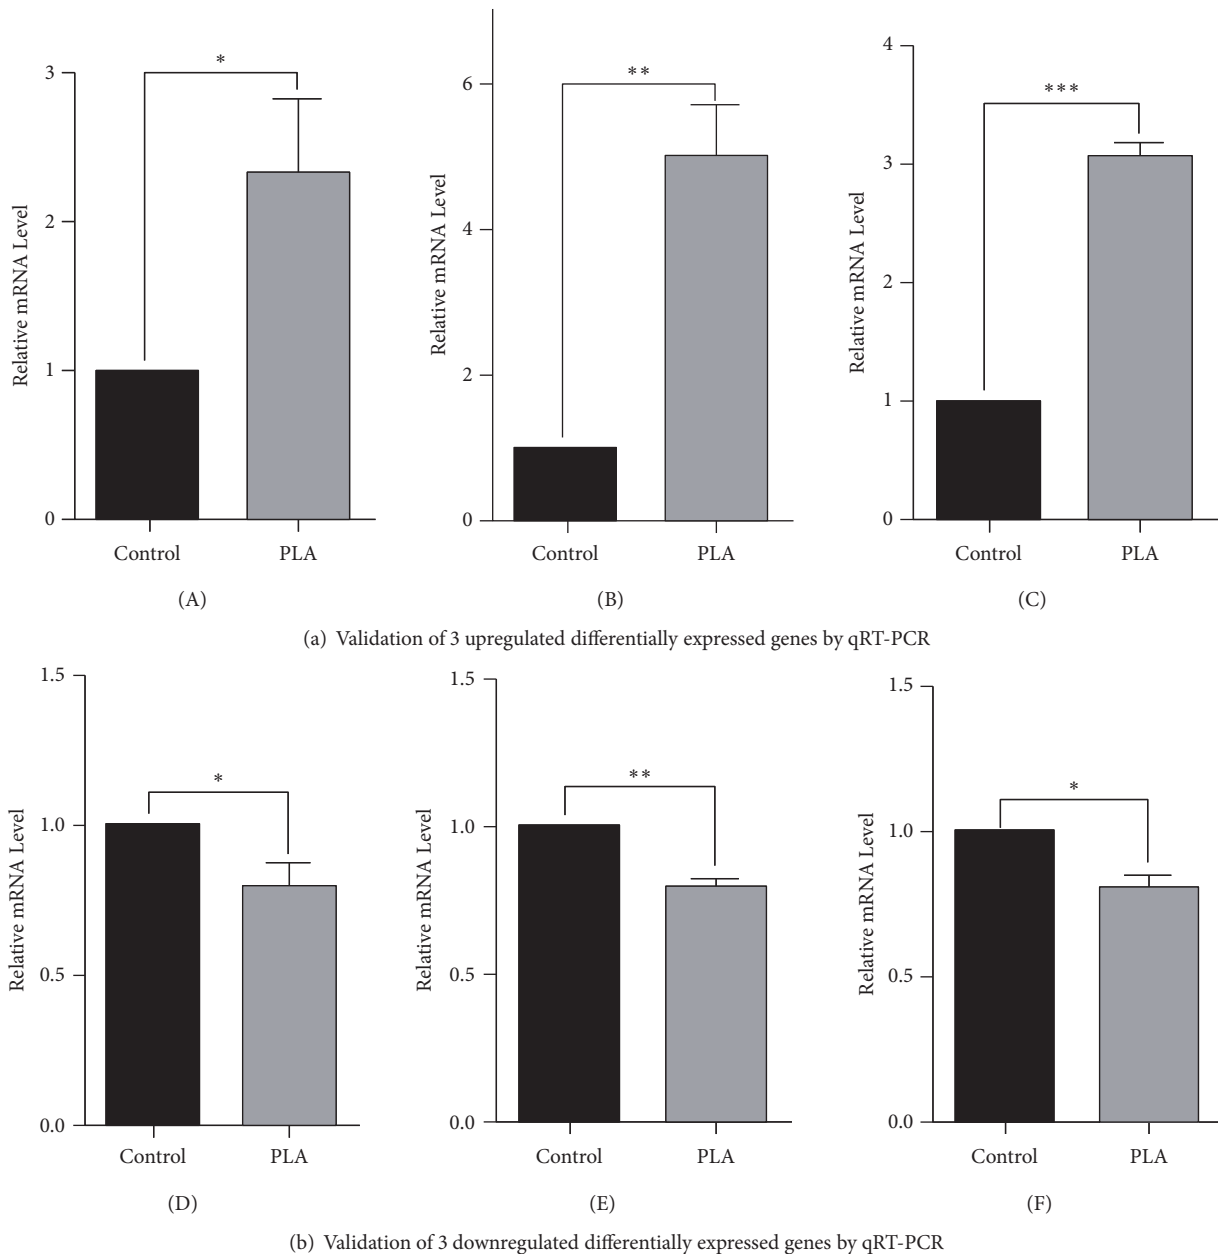 *
3
2
1
0
Relative mRNA Level
Control PLA
(A)
**
6
4
2
0
Relative mRNA Level
Control PLA
(B)
***
4
3
2
1
0
Relative mRNA Level
Control PLA
(C)
(a) Validation of 3 upregulated differentially expressed genes by qRT-PCR
*
1.5
1.0
0.5
0.0
Relative mRNA Level
Control PLA
(D)
**
1.5
1.0
0.5
0.0
Relative mRNA Level
Control PLA
(E)
*
1.5
1.0
0.5
0.0
Relative mRNA Level
Control PLA
(F)
(b) Validation of 3 downregulated differentially expressed genes by qRT-PCR